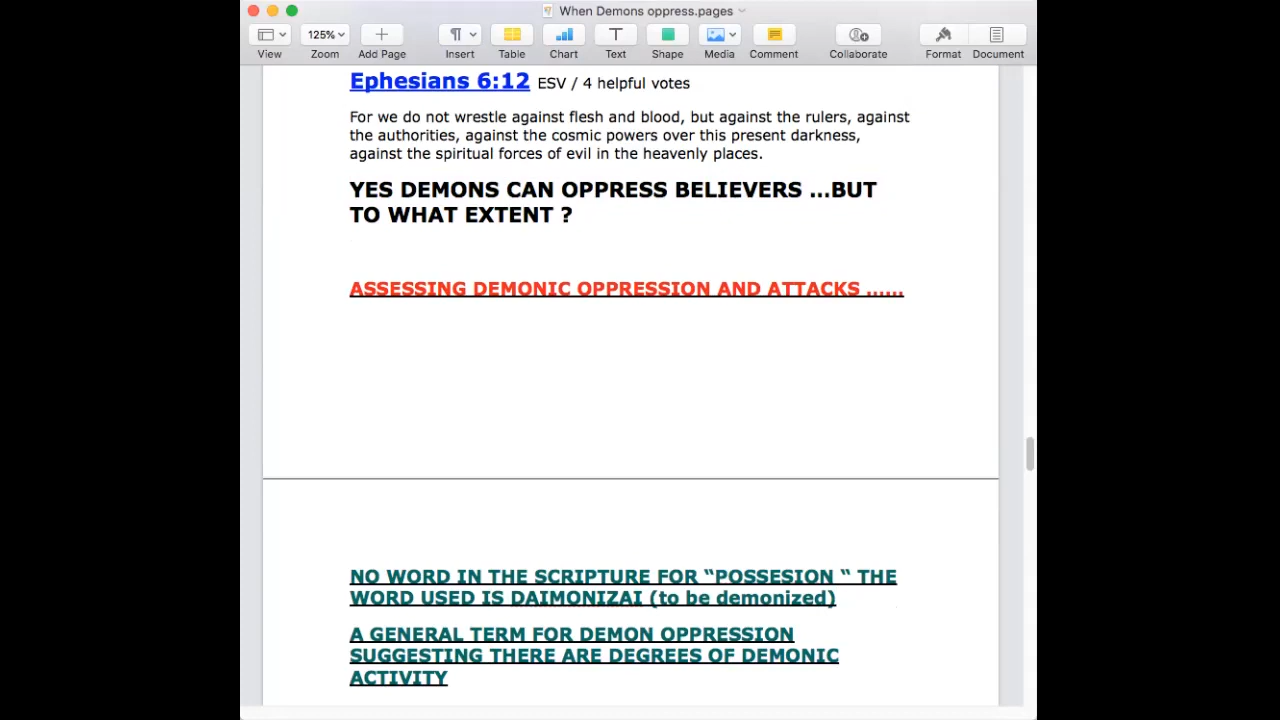 When Demons oppress.pages
125%
View
Zoom
Add Page
Insert
Table
Chart
Text
Shape
Media
Comment
Collaborate
Format
Document
Ephesians 6:12 ESV / 4 helpful votes
For we do not wrestle against flesh and blood, but against the rulers, against
the authorities, against the cosmic powers over this present darkness,
against the spiritual forces of evil in the heavenly places.
YES DEMONS CAN OPPRESS BELIEVERS ...BUT
TO WHAT EXTENT ?
ASSESSING DEMONIC OPPRESSION AND ATTACKS ......
NO WORD IN THE SCRIPTURE FOR “POSSESION “ THE
WORD USED IS DAIMONIZAI (to be demonized)
A GENERAL TERM FOR DEMON OPPRESSION
SUGGESTING THERE ARE DEGREES OF DEMONIC
ACTIVITY